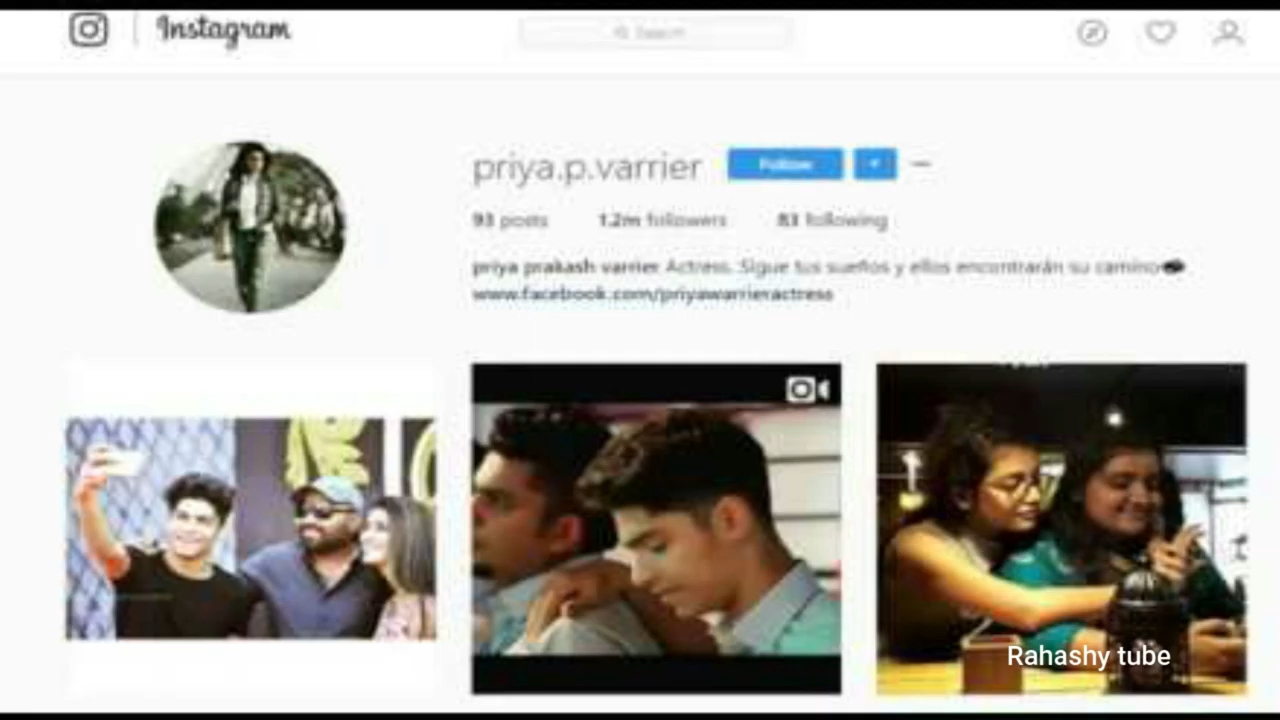 Instagram
Search
priya.p.varrier Follow
93 posts 1.2m followers 83 following
priya prakash varrier Actress. Sigue tus sueños y ellos encontrarán su camino
www.facebook.com/priyawarrieractress
Rahashy tube